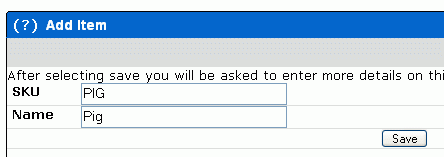 (?) Add Item
After selecting save you will be asked to enter more details on
SKU PIG
Name Pig
Save